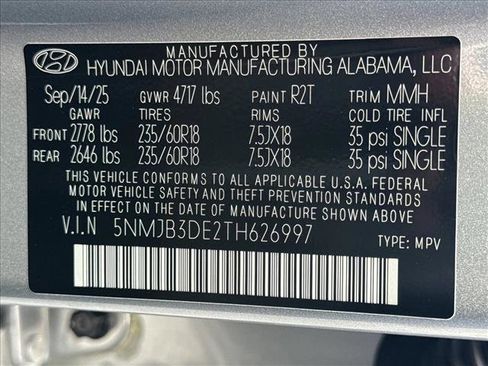 MANUFACTURED BY
HYUNDAI MOTOR MANUFACTURING ALABAMA, LLC
Sep/14/25 GVWR 4717 lbs PAINT R2T TRIM MMH
GAWR TIRES RIMS COLD TIRE INFL
FRONT 2778 lbs 235/60R18 7.5JX18 35 psi SINGLE
REAR 2646 lbs 235/60R18 7.5JX18 35 psi SINGLE
THIS VEHICLE CONFORMS TO ALL APPLICABLE U.S.A. FEDERAL
MOTOR VEHICLE SAFETY AND THEFT PREVENTION STANDARDS
IN EFFECT ON THE DATE OF MANUFACTURE SHOWN ABOVE.
V.I.N 5NMJB3DE2TH626997
TYPE: MPV